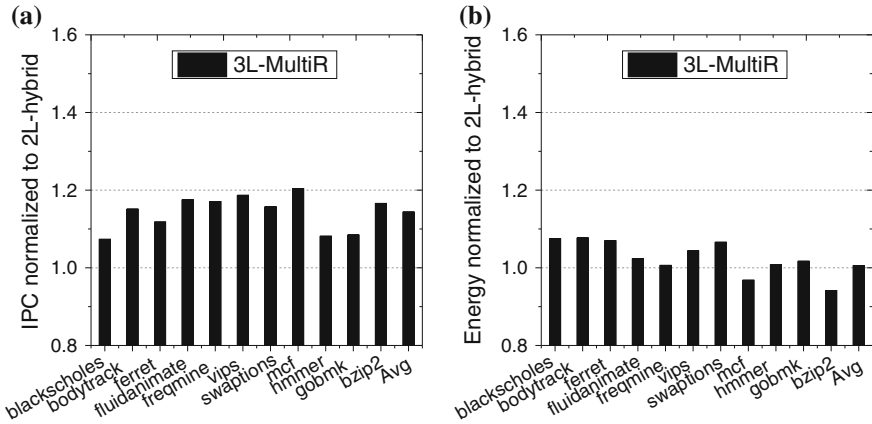 (a)
IPC normalized to 2L-hybrid
1.6
1.4
1.2
1.0
0.8
3L-MultiR
blackscholes
bodytrack
ferret
fluidanimate
freqmine
vips
swaptions
mcf
hmmer
gobmk
bzip2
Avg
(b)
Energy normalized to 2L-hybrid
1.6
1.4
1.2
1.0
0.8
3L-MultiR
blackscholes
bodytrack
ferret
fluidanimate
freqmine
vips
swaptions
mcf
hmmer
gobmk
bzip2
Avg